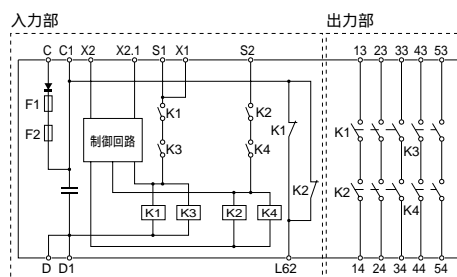 入力部 出力部
C C1 X2 X2.1 S1 X1 S2 13 23 33 43 53
F1
K1 K2
F2 制御回路 K1 K1 K3
K3 K4
K2 K2 K4
K1 K3 K2 K4
D D1 L62 14 24 34 44 54